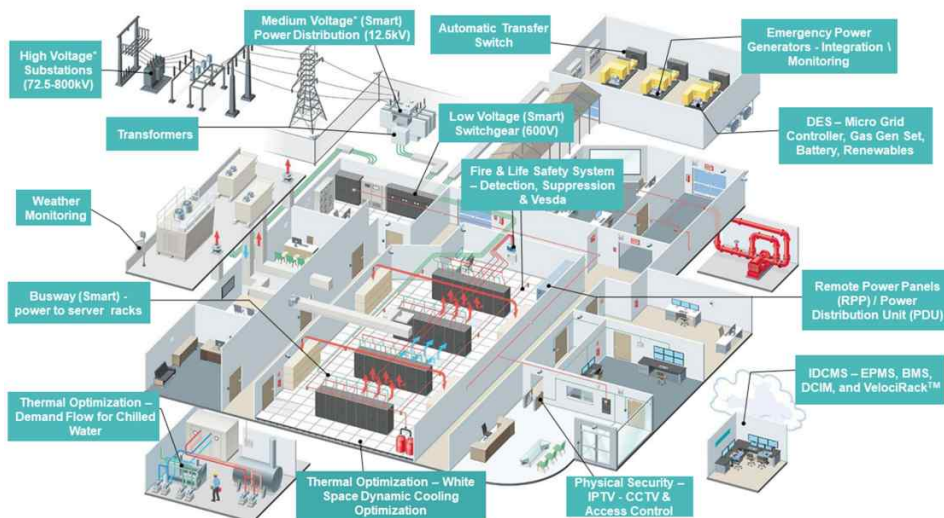 High Voltage* Substations (72.5-800kV)
Medium Voltage* (Smart)
Power Distribution (12.5kV)
Automatic Transfer
Switch
Emergency Power
Generators - Integration \
Monitoring
Transformers
Low Voltage (Smart)
Switchgear (600V)
DES – Micro Grid
Controller, Gas Gen Set,
Battery, Renewables
Fire & Life Safety System
– Detection, Suppression
& Vesda
Weather
Monitoring
Busway (Smart) -
power to server racks
Remote Power Panels
(RPP) / Power
Distribution Unit (PDU)
IDCMS – EPMS, BMS,
DCIM, and VelociRack™
Thermal Optimization –
Demand Flow for Chilled
Water
Thermal Optimization – White
Space Dynamic Cooling
Optimization
Physical Security –
IPTV - CCTV &
Access Control